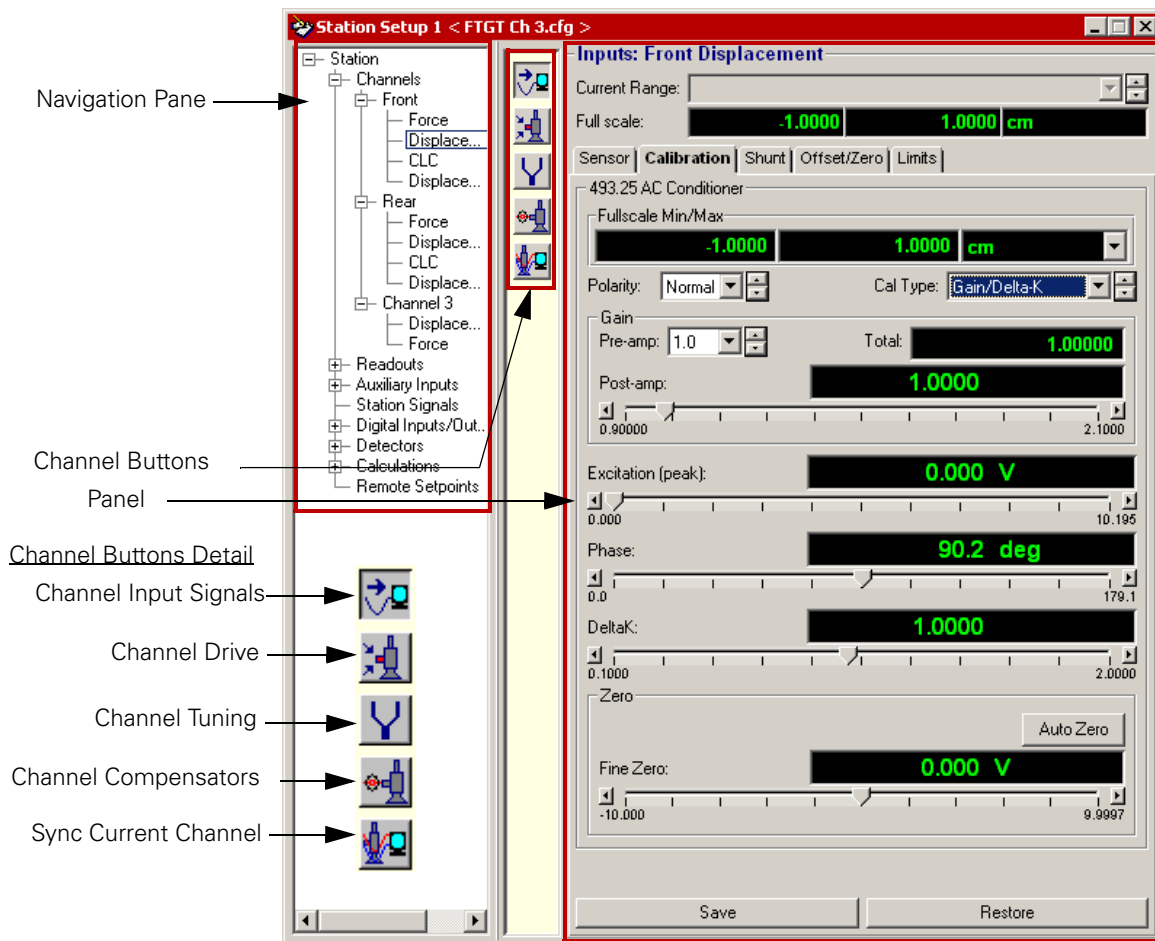 Station Setup 1 < FTGT Ch 3.cfg >
Navigation Pane
Station
Channels
Front
Force
Displace...
CLC
Displace...
Rear
Force
Displace...
CLC
Displace...
Channel 3
Displace...
Force
Readouts
Auxiliary Inputs
Station Signals
Digital Inputs/Out...
Detectors
Calculations
Remote Setpoints
Channel Buttons
Panel
Channel Buttons Detail
Channel Input Signals
Channel Drive
Channel Tuning
Channel Compensators
Sync Current Channel
Inputs: Front Displacement
Current Range:
Full scale: -1.0000 1.0000 cm
Sensor Calibration Shunt Offset/Zero Limits
493.25 AC Conditioner
Fullscale Min/Max
-1.0000 1.0000 cm
Polarity: Normal Cal Type: Gain/Delta-K
Gain
Pre-amp: 1.0 Total: 1.00000
Post-amp: 1.0000
0.90000 2.1000
Excitation (peak): 0.000 V
0.000 10.195
Phase: 90.2 deg
0.0 179.1
DeltaK: 1.0000
0.1000 2.0000
Zero
Auto Zero
Fine Zero: 0.000 V
-10.000 9.9997
Save Restore